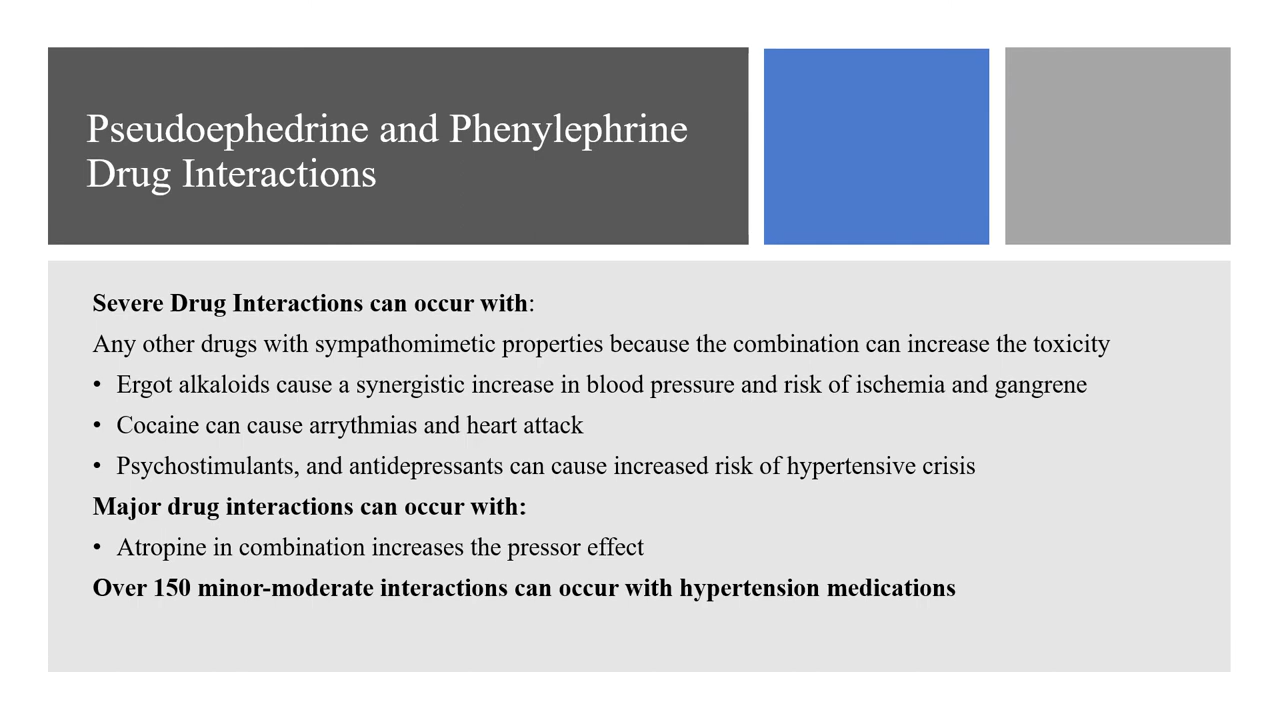 Pseudoephedrine and Phenylephrine
Drug Interactions
Severe Drug Interactions can occur with:
Any other drugs with sympathomimetic properties because the combination can increase the toxicity
• Ergot alkaloids cause a synergistic increase in blood pressure and risk of ischemia and gangrene
• Cocaine can cause arrythmias and heart attack
• Psychostimulants, and antidepressants can cause increased risk of hypertensive crisis
Major drug interactions can occur with:
• Atropine in combination increases the pressor effect
Over 150 minor-moderate interactions can occur with hypertension medications